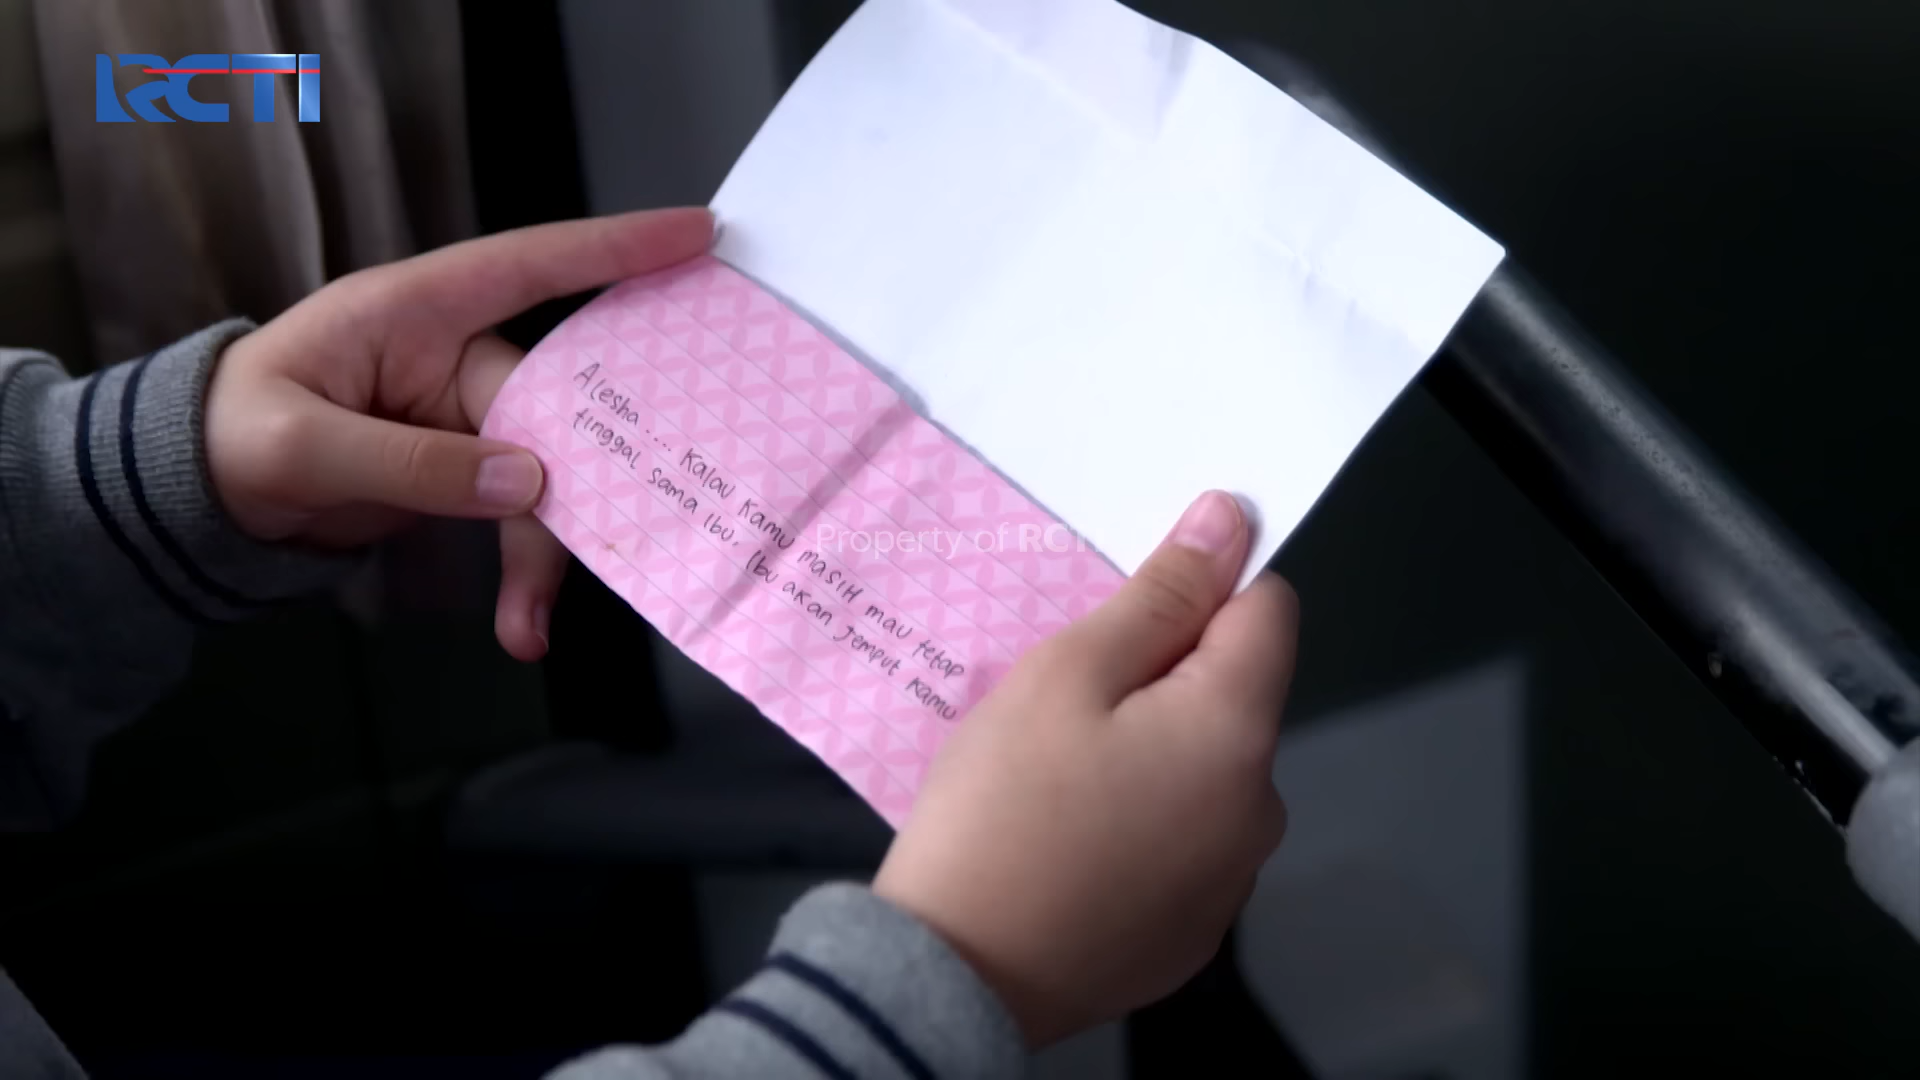 RCTI
Alesha .... Kalau Kamu masiH mau tetap
tinggal sama Ibu. Ibu akan Jemput Kamu
Property of RCTI